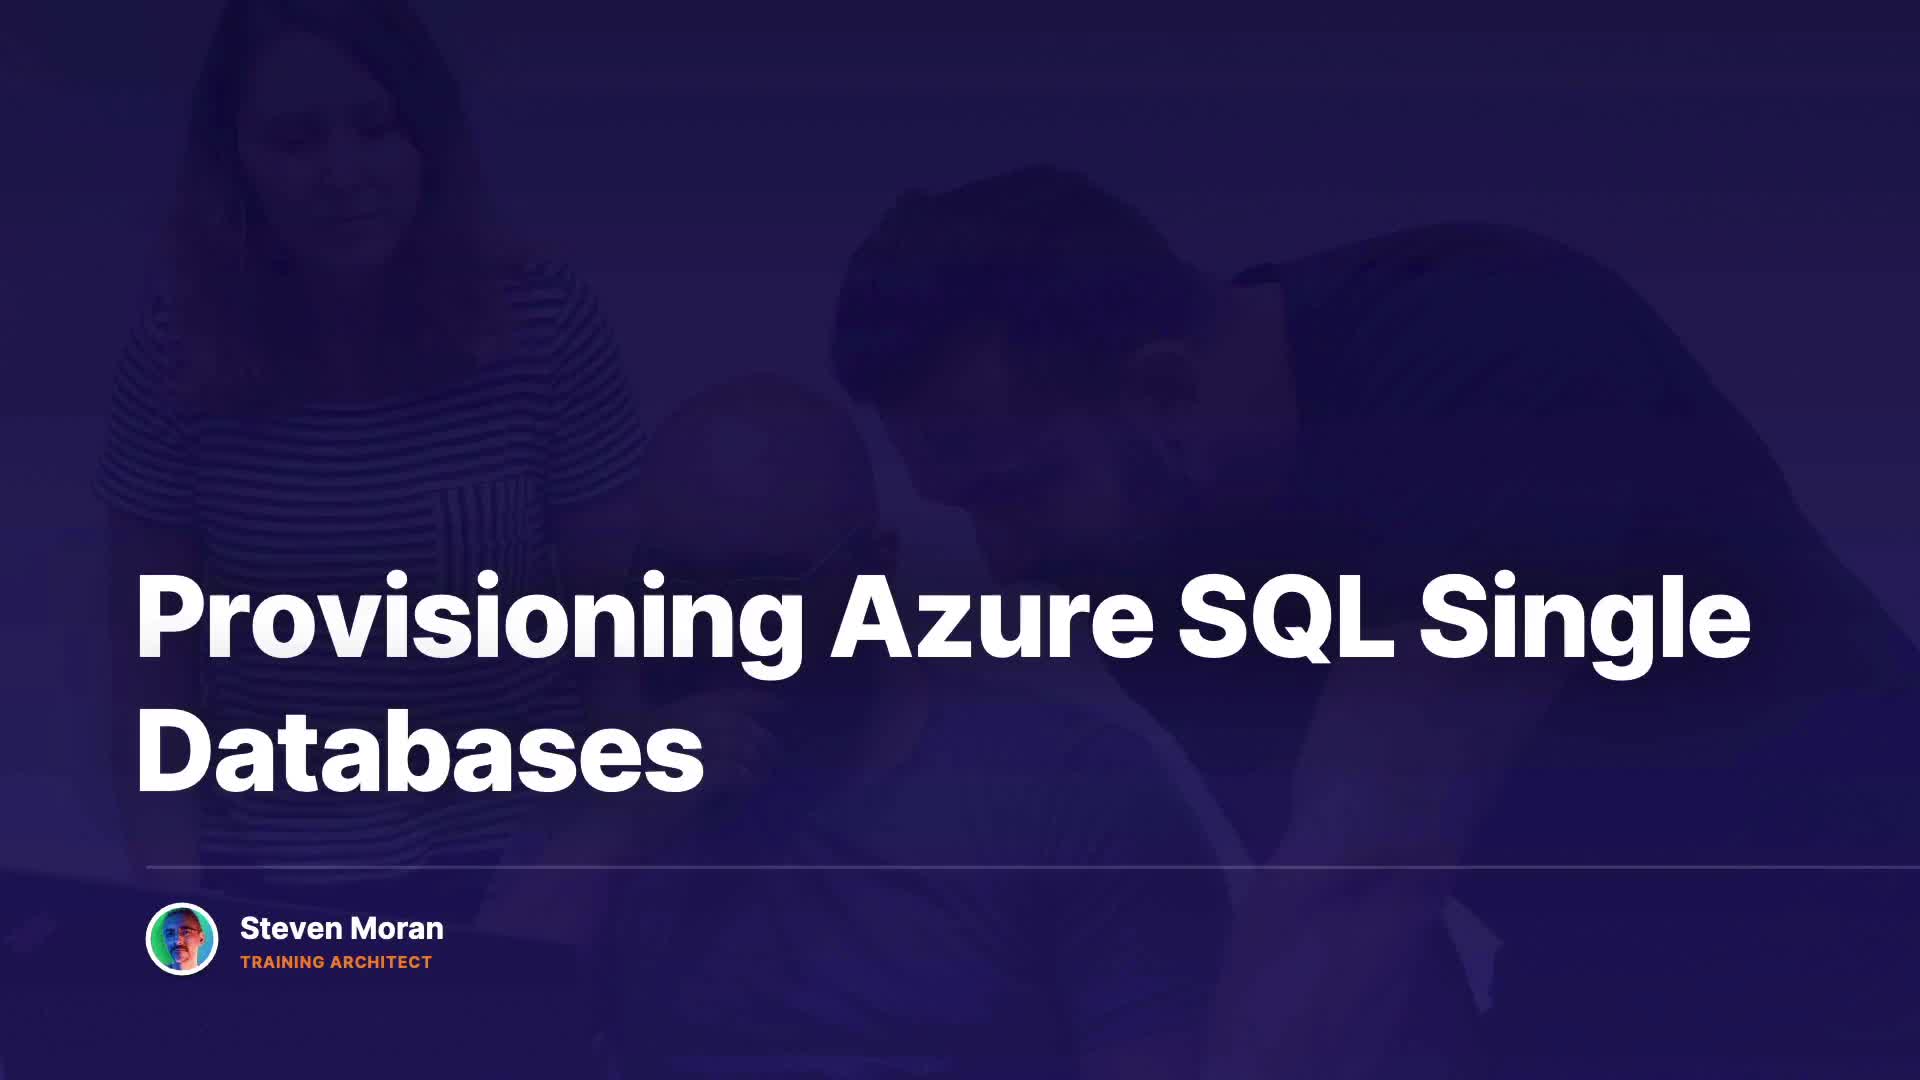 Provisioning Azure SQL Single
Databases
Steven Moran
TRAINING ARCHITECT